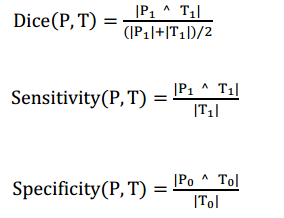 Dice(P, T) = |P₁ ^ T₁| / (|P₁|+|T₁|)/2
Sensitivity(P, T) = |P₁ ^ T₁| / |T₁|
Specificity(P, T) = |P₀ ^ T₀| / |T₀|